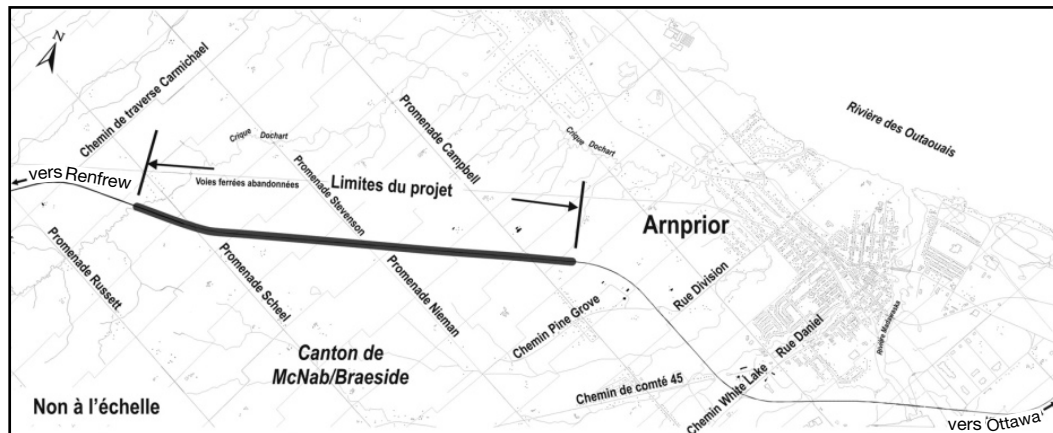 N
Chemin de traverse Carmichael
Crique Dochart
Promenade Campbell
Crique Dochart
Rivière des Outaouais
vers Renfrew
Voies ferrées abandonnées
Limites du projet
Promenade Stevenson
Arnprior
Promenade Russett
Promenade Scheel
Promenade Nieman
Chemin Pine Grove
Rue Division
Rue Daniel
Rivière Madawaska
Canton de
McNab/Braeside
Chemin de comté 45
Chemin White Lake
Non à l'échelle
vers Ottawa